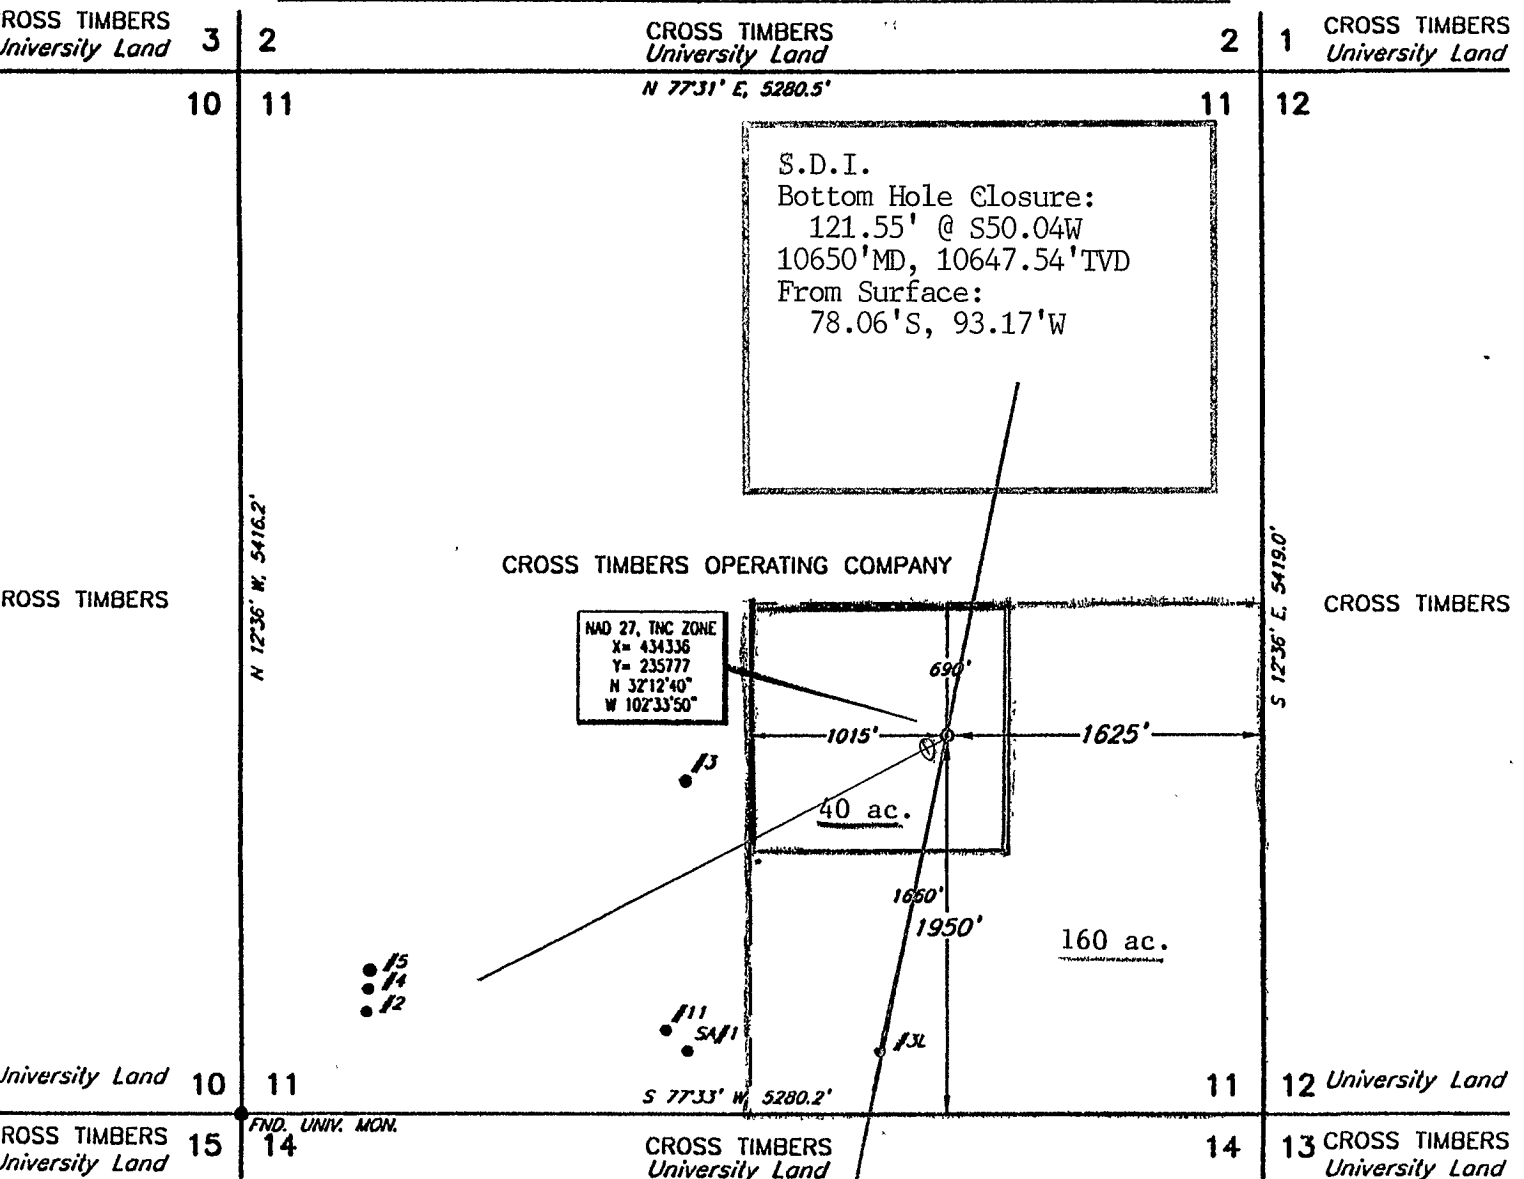 ROSS TIMBERS
University Land
3
2
CROSS TIMBERS
University Land
2
1
CROSS TIMBERS
University Land
N 77°31' E, 5280.5'
10
11
11
12
S.D.I.
Bottom Hole Closure:
121.55' @ S50.04W
10650'MD, 10647.54'TVD
From Surface:
78.06'S, 93.17'W
N 12°36' W, 5416.2'
S 12°36' E, 5419.0'
CROSS TIMBERS OPERATING COMPANY
ROSS TIMBERS
CROSS TIMBERS
NAD 27, TNC ZONE
X= 434336
Y= 235777
N 32°12'40"
W 102°33'50"
690'
1015'
1625'
#3
40 ac.
1660'
1950'
160 ac.
#5
#4
#2
#11
SA#1
#3L
University Land
10
11
S 77°33' W, 5280.2'
11
12
University Land
FND. UNIV. MON.
ROSS TIMBERS
University Land
15
14
CROSS TIMBERS
University Land
14
13
CROSS TIMBERS
University Land